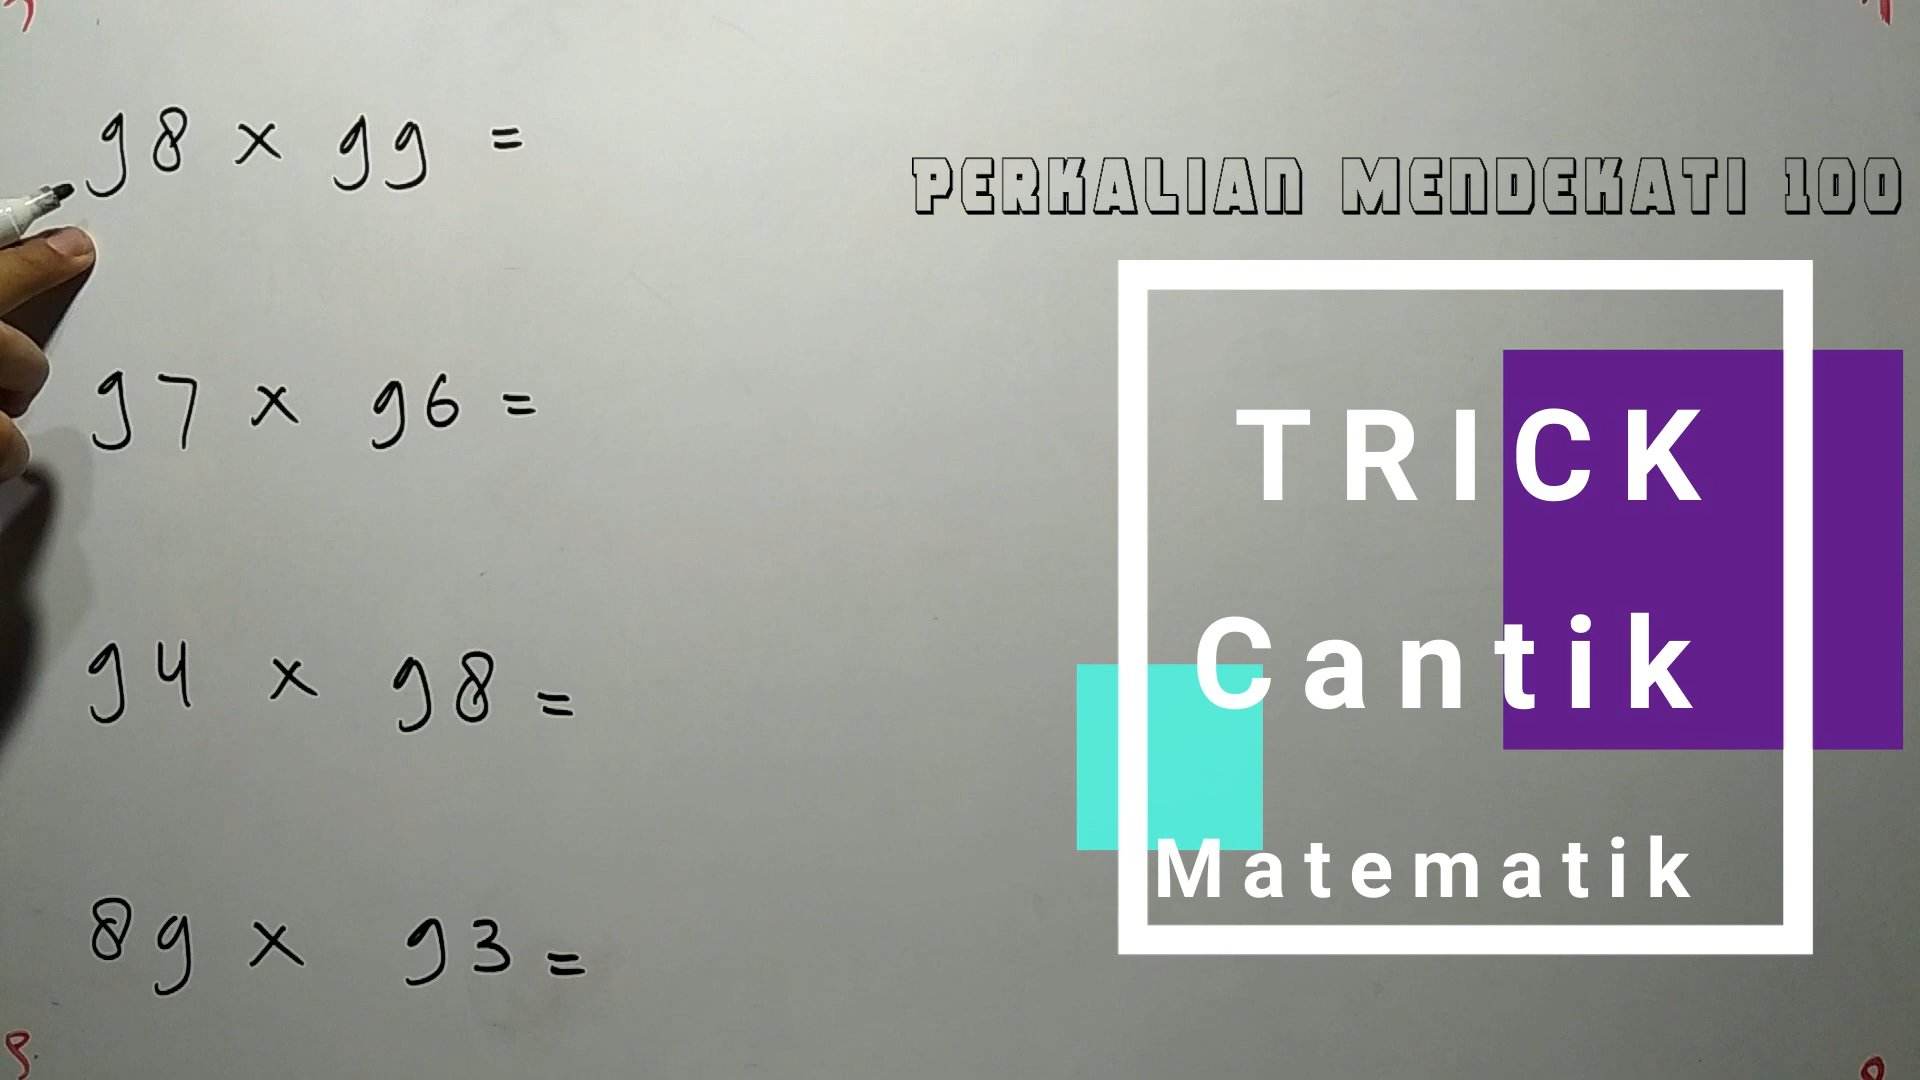 98 x 99 =
PERKALIAN MENDEKATI 100
97 x 96 =
94 x 98 =
89 x 93 =
TRICK
Cantik
Matematik